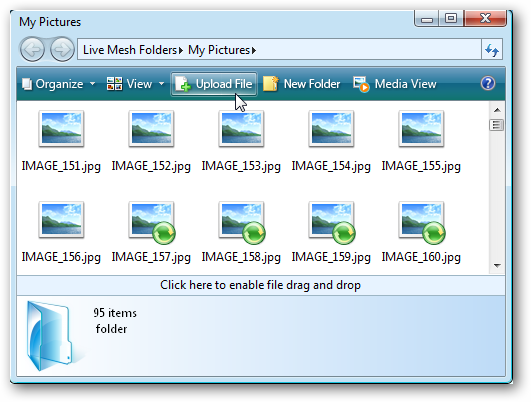 My Pictures
Live Mesh Folders My Pictures
Organize View Upload File New Folder Media View ?
IMAGE_151.jpg IMAGE_152.jpg IMAGE_153.jpg IMAGE_154.jpg IMAGE_155.jpg
IMAGE_156.jpg IMAGE_157.jpg IMAGE_158.jpg IMAGE_159.jpg IMAGE_160.jpg
Click here to enable file drag and drop
95 items
folder